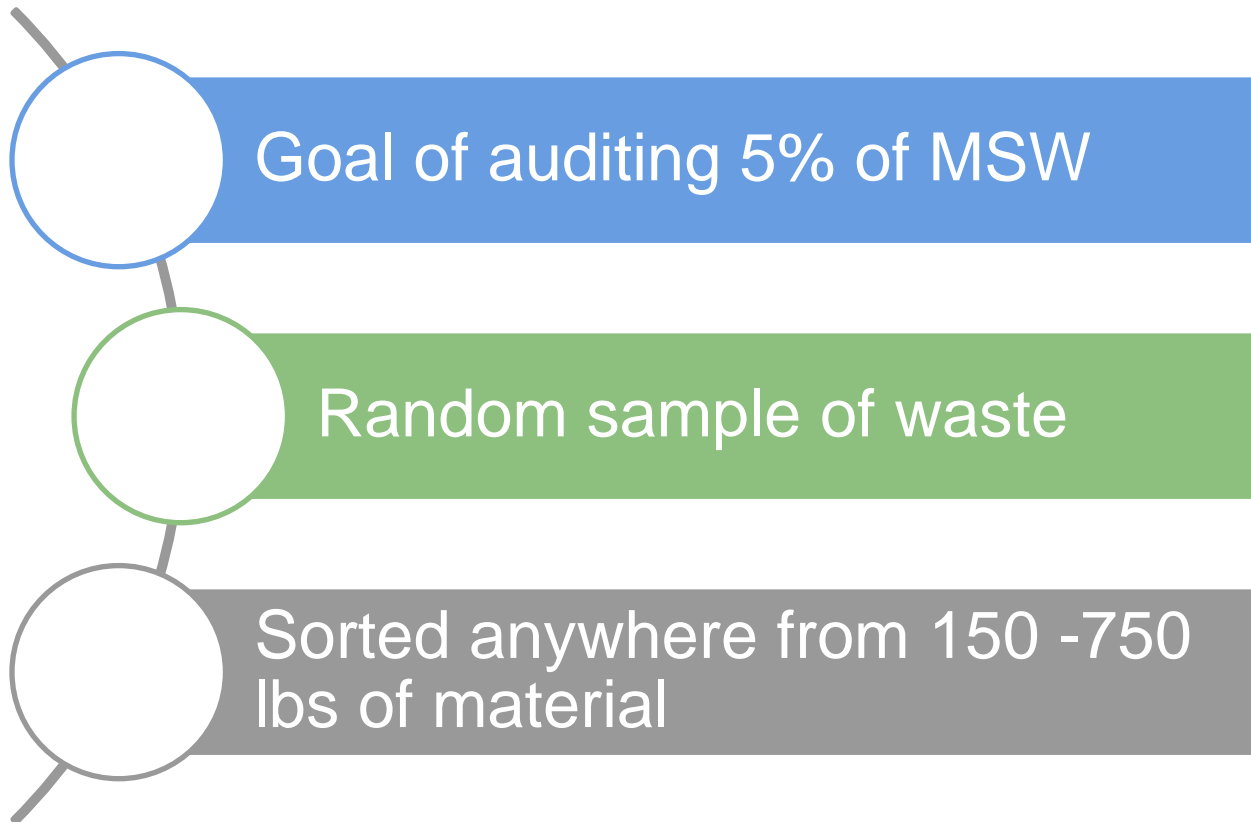 Goal of auditing 5% of MSW
Random sample of waste
Sorted anywhere from 150 -750
lbs of material